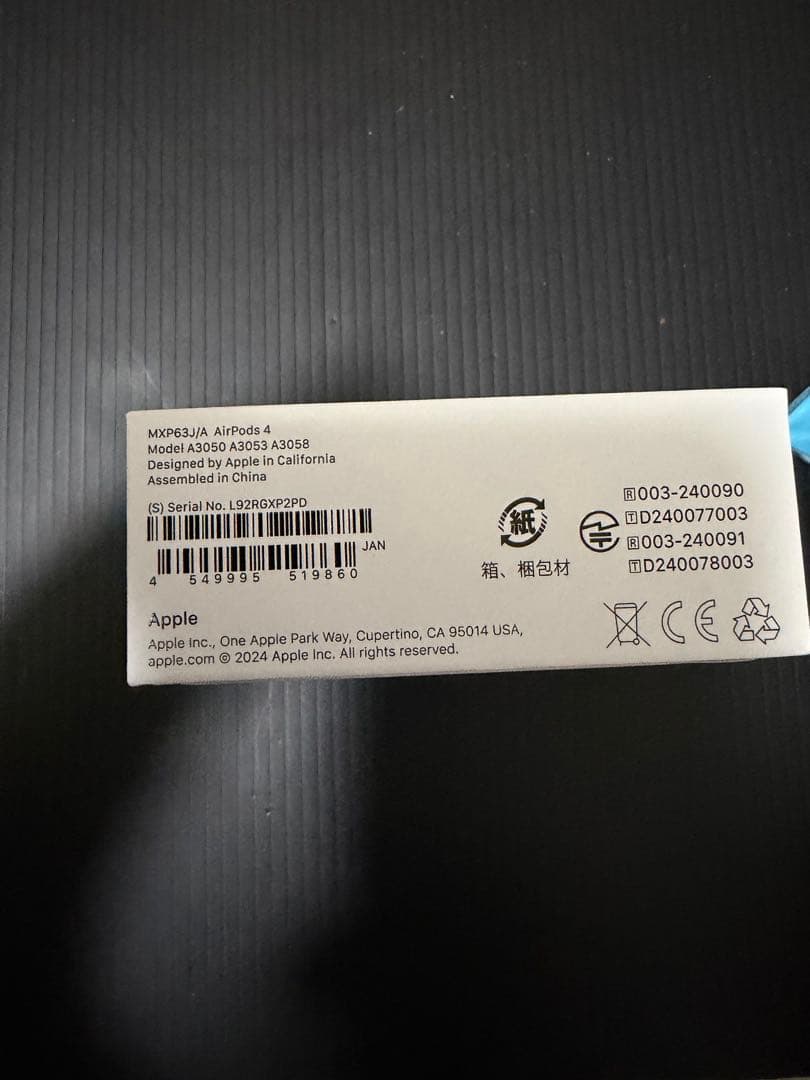 MXP63J/A AirPods 4
Model A3050 A3053 A3058
Designed by Apple in California
Assembled in China
(S) Serial No. L92RGXP2PD
JAN
4 549995 519860
紙
箱、梱包材
🅁003-240090
🅃D240077003
🅁003-240091
🅃D240078003
Apple
Apple Inc., One Apple Park Way, Cupertino, CA 95014 USA,
apple.com © 2024 Apple Inc. All rights reserved.
CE